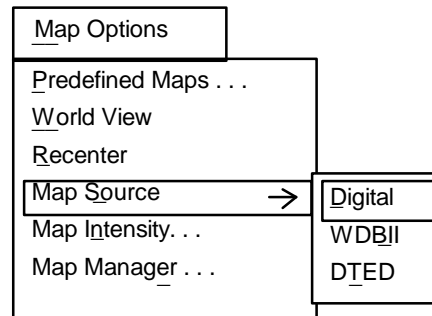 Map Options
Predefined Maps . . .
World View
Recenter
Map Source →
Digital
Map Intensity. . .
WDBII
Map Manager . . .
DTED